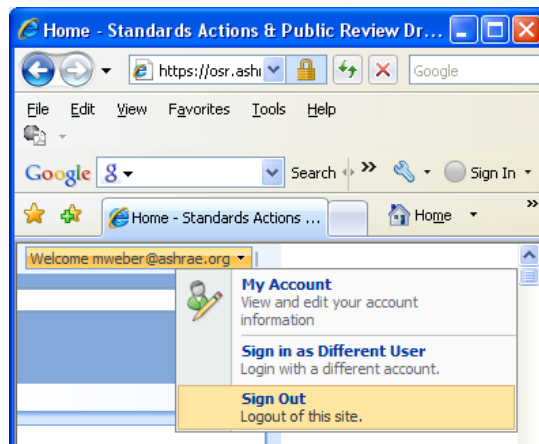 Home - Standards Actions & Public Review Dr...
https://osr.ashr
Google
File Edit View Favorites Tools Help
Google g Search Sign In
Home - Standards Actions ... Home
Welcome mweber@ashrae.org
My Account
View and edit your account
information
Sign in as Different User
Login with a different account.
Sign Out
Logout of this site.